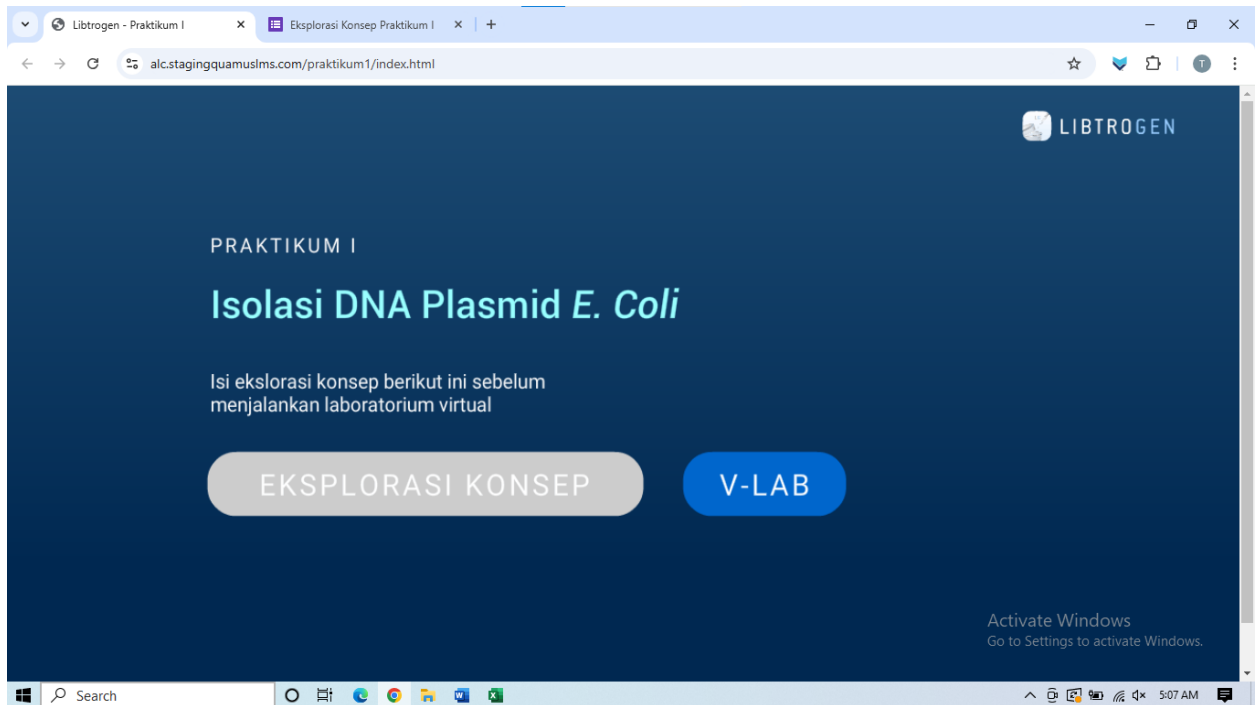 Libtrogen - Praktikum I
Eksplorasi Konsep Praktikum I
alc.stagingquamuslms.com/praktikum1/index.html
T
LIBTROGEN
PRAKTIKUM I
Isolasi DNA Plasmid E. Coli
Isi ekslorasi konsep berikut ini sebelum
menjalankan laboratorium virtual
EKSPLORASI KONSEP
V-LAB
Activate Windows
Go to Settings to activate Windows.
Search
5:07 AM